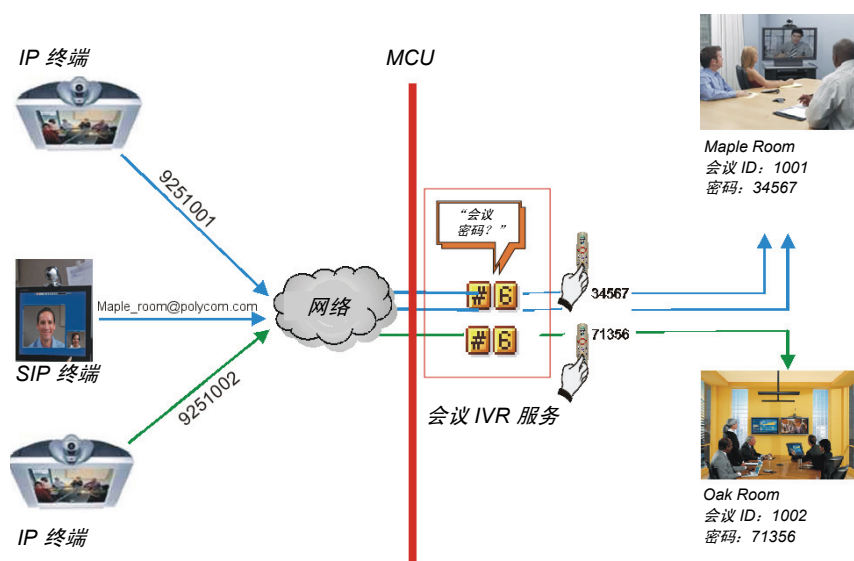 IP 终端
MCU
Maple Room
会议 ID：1001
密码：34567
9251001
“会议
密码？”
Maple_room@polycom.com
网络
# 6
34567
# 6
71356
SIP 终端
9251002
会议 IVR 服务
IP 终端
Oak Room
会议 ID：1002
密码：71356